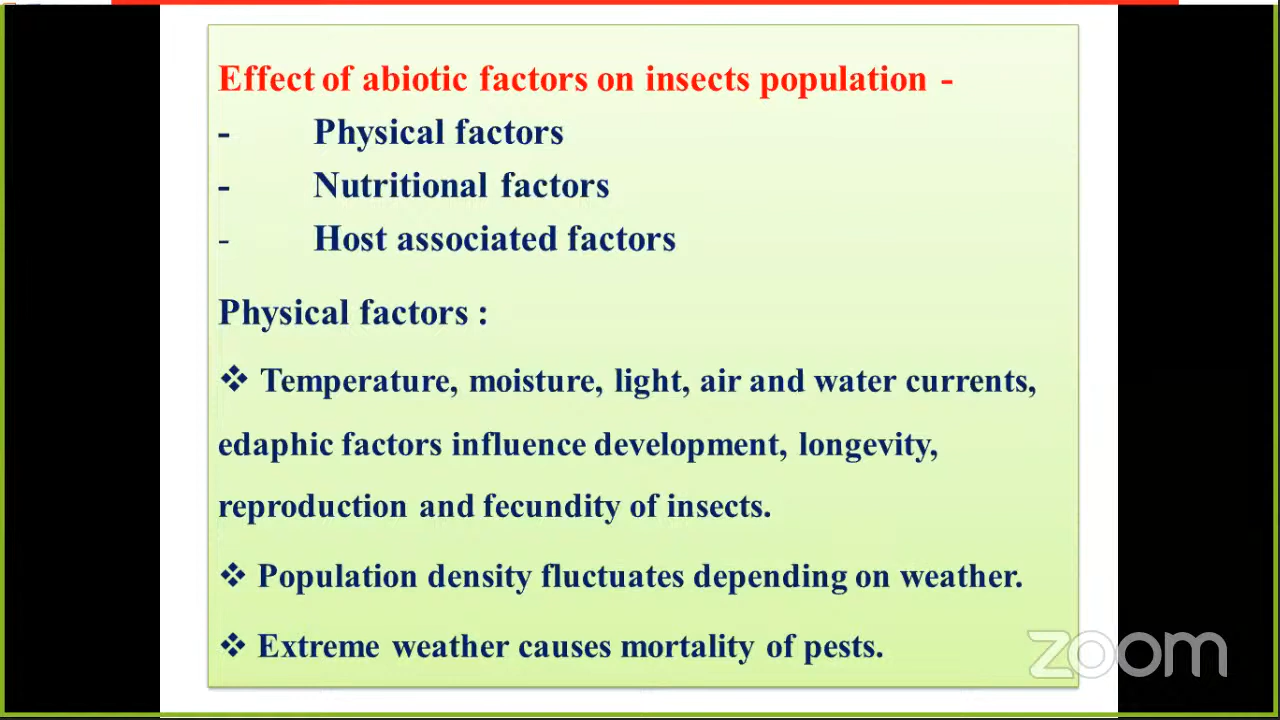 Effect of abiotic factors on insects population -
- Physical factors
- Nutritional factors
- Host associated factors
Physical factors :
❖ Temperature, moisture, light, air and water currents,
edaphic factors influence development, longevity,
reproduction and fecundity of insects.
❖ Population density fluctuates depending on weather.
❖ Extreme weather causes mortality of pests.
zoom